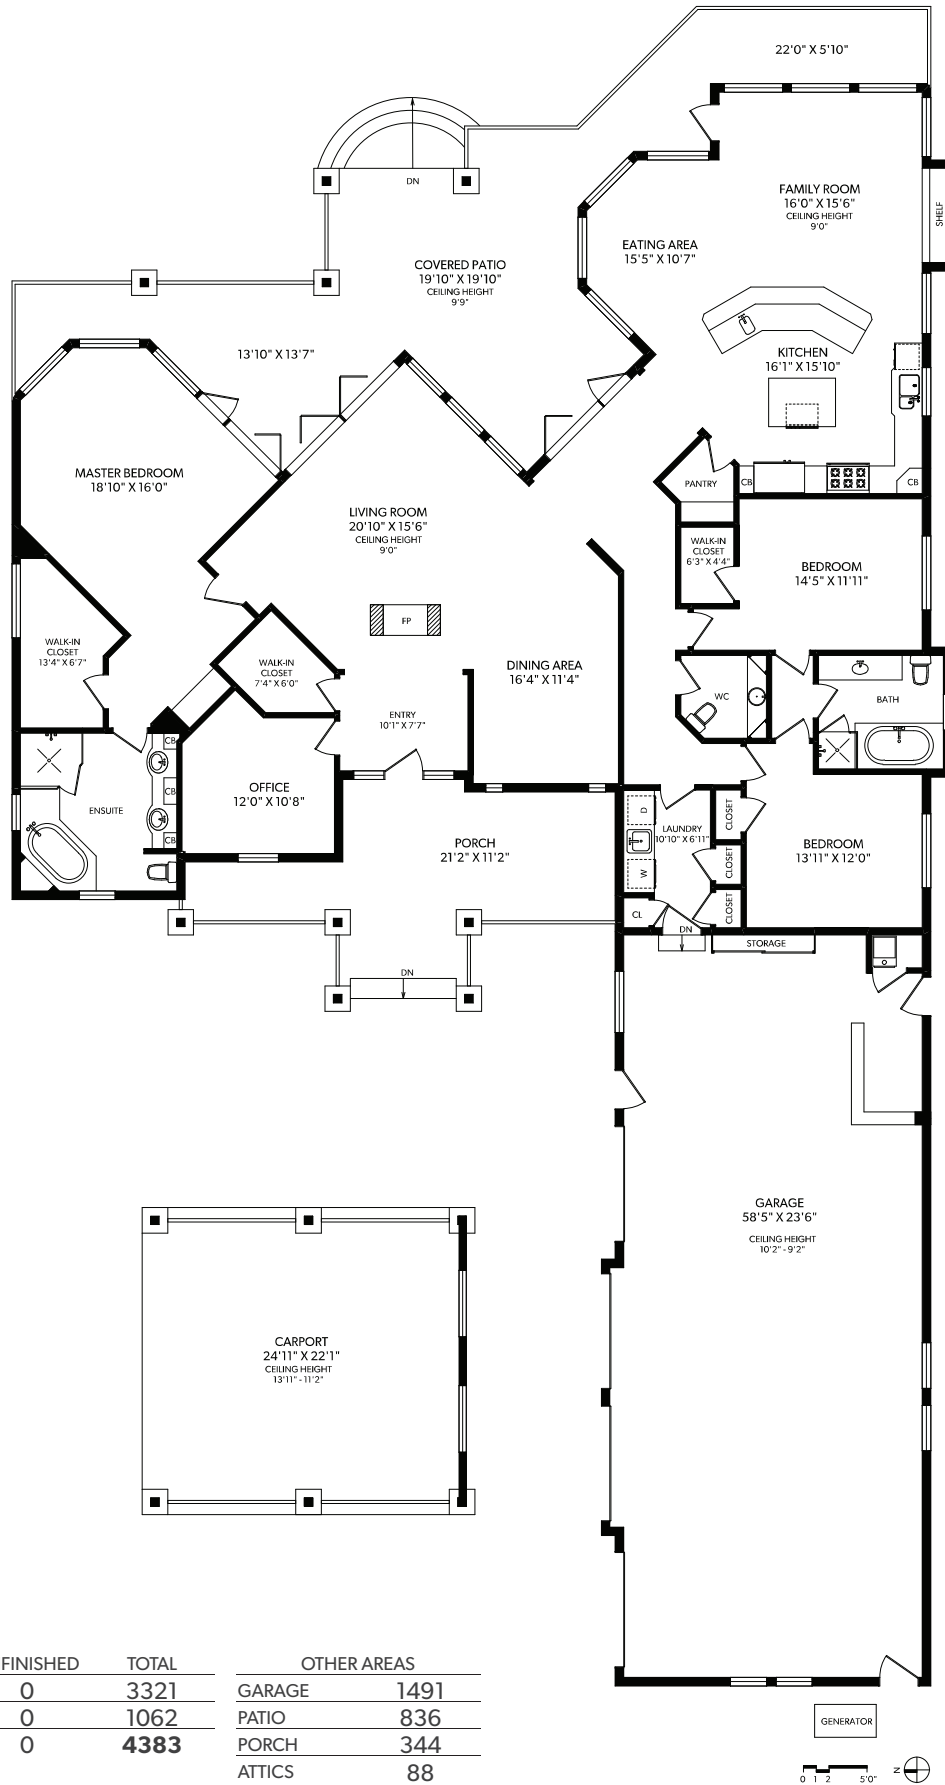 22'0" X 5'10"
FAMILY ROOM
16'0" X 15'6"
CEILING HEIGHT
9'0"
SHELF
DN
EATING AREA
15'5" X 10'7"
COVERED PATIO
19'10" X 19'10"
CEILING HEIGHT
9'9"
13'10" X 13'7"
KITCHEN
16'1" X 15'10"
MASTER BEDROOM
18'10" X 16'0"
PANTRY
CB
CB
LIVING ROOM
20'10" X 15'6"
CEILING HEIGHT
9'0"
WALK-IN
CLOSET
6'3" X 4'4"
BEDROOM
14'5" X 11'11"
FP
WALK-IN
CLOSET
13'4" X 6'7"
WALK-IN
CLOSET
7'4" X 6'0"
DINING AREA
16'4" X 11'4"
WC
BATH
ENTRY
10'1" X 7'7"
CB
CB
CB
ENSUITE
OFFICE
12'0" X 10'8"
PORCH
21'2" X 11'2"
D
LAUNDRY
10'10" X 6'11"
W
CLOSET
CLOSET
CLOSET
BEDROOM
13'11" X 12'0"
CL
DN
STORAGE
DN
GARAGE
58'5" X 23'6"
CEILING HEIGHT
10'2" - 9'2"
CARPORT
24'11" X 22'1"
CEILING HEIGHT
13'11" - 11'2"
FINISHED TOTAL
0 3321
0 1062
0 4383
OTHER AREAS
GARAGE 1491
PATIO 836
PORCH 344
ATTICS 88
GENERATOR
0 1 2 5'0"
N